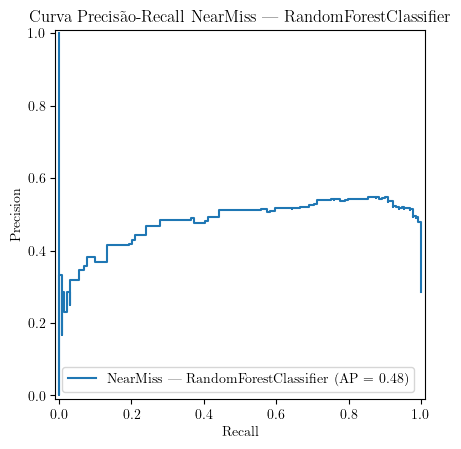 Curva Precisão-Recall NearMiss — RandomForestClassifier
1.0
0.8
0.6
0.4
0.2
0.0
Precision
NearMiss — RandomForestClassifier (AP = 0.48)
0.0 0.2 0.4 0.6 0.8 1.0
Recall